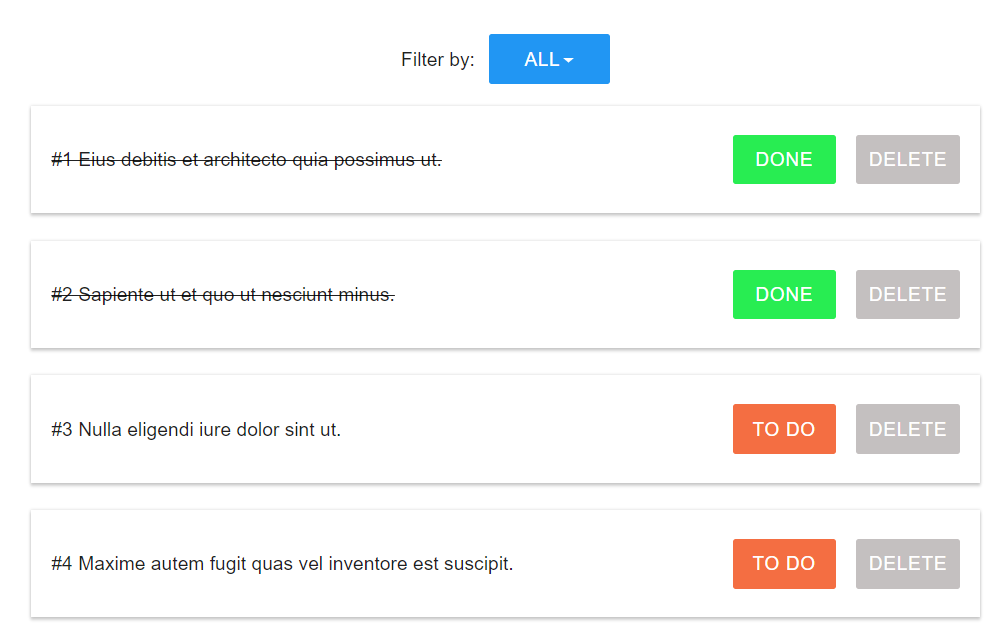 Filter by: ALL
#1 Eius debitis et architecto quia possimus ut. DONE DELETE
#2 Sapiente ut et quo ut nesciunt minus. DONE DELETE
#3 Nulla eligendi iure dolor sint ut. TO DO DELETE
#4 Maxime autem fugit quas vel inventore est suscipit. TO DO DELETE